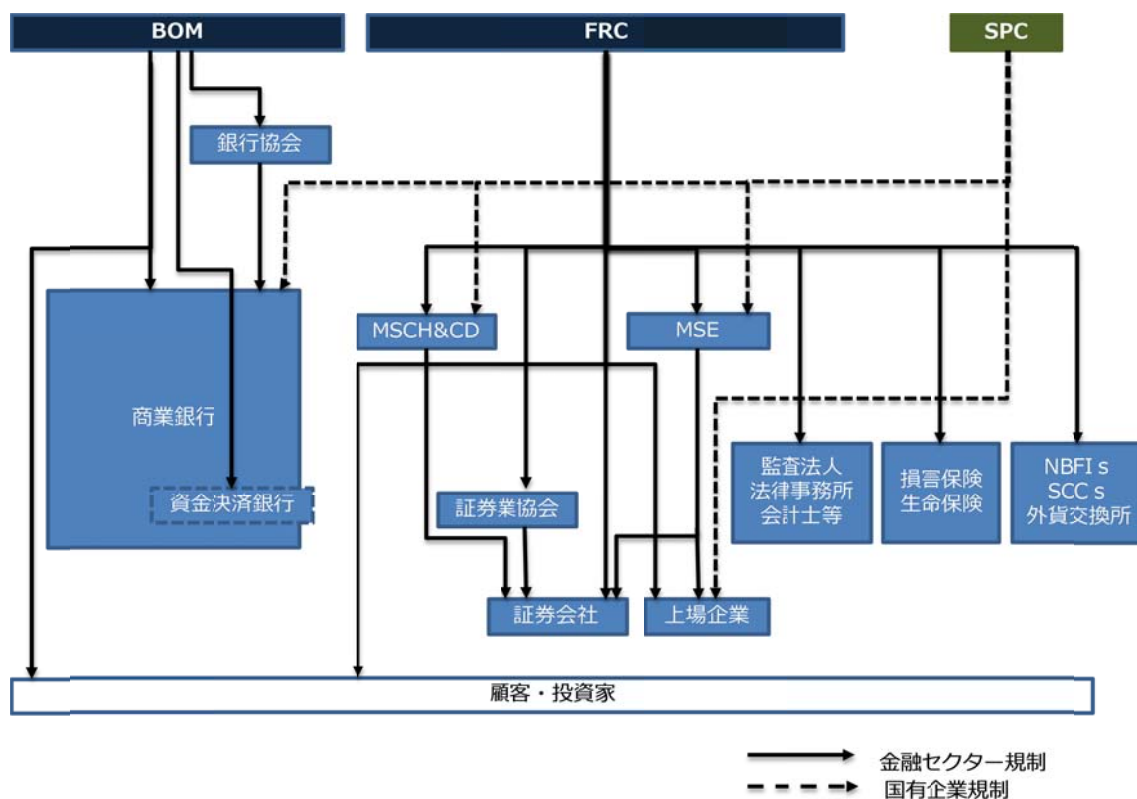 BOM
FRC
SPC
銀行協会
MSCH&CD
MSE
商業銀行
資金決済銀行
証券業協会
監査法人
法律事務所
会計士等
損害保険
生命保険
NBFI s
SCC s
外貨交換所
証券会社
上場企業
顧客・投資家
金融セクター規制
国有企業規制